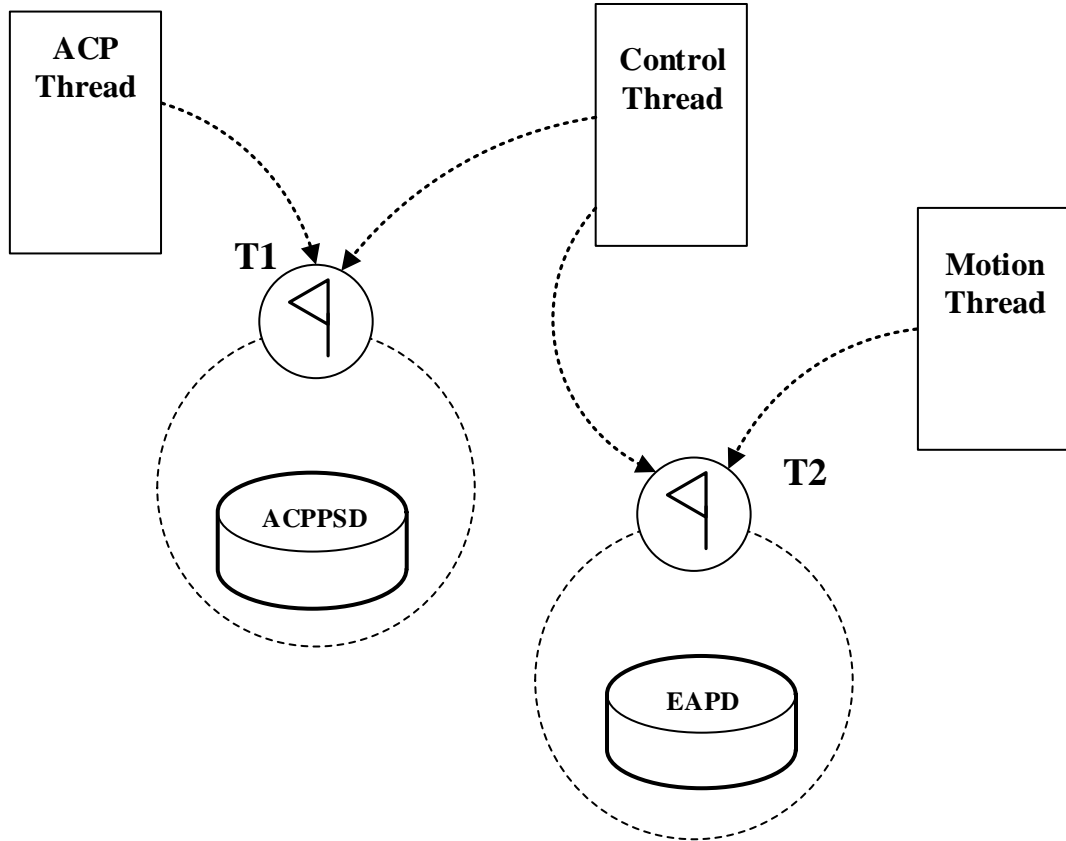 ACP
Thread
Control
Thread
T1
Motion
Thread
T2
ACPPSD
EAPD